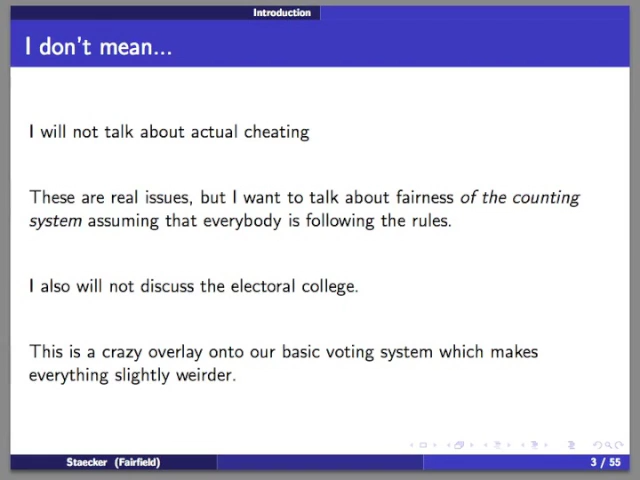 Introduction
I don't mean...
I will not talk about actual cheating
These are real issues, but I want to talk about fairness of the counting
system assuming that everybody is following the rules.
I also will not discuss the electoral college.
This is a crazy overlay onto our basic voting system which makes
everything slightly weirder.
Staecker (Fairfield)
3 / 55